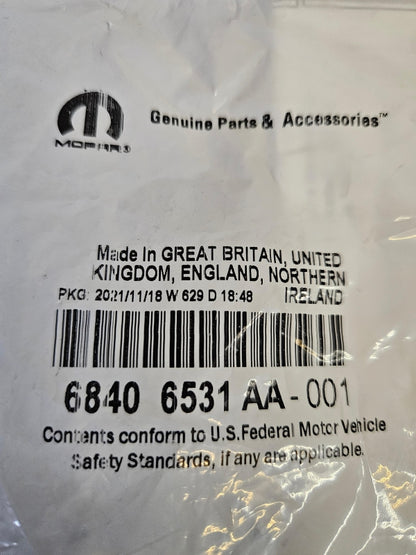 Genuine Parts & Accessories™
MOPAR®
Made In GREAT BRITAIN, UNITED
KINGDOM, ENGLAND, NORTHERN
PKG: 2021/11/18 W 629 D 18:48 IRELAND
6840 6531 AA-001
Contents conform to U.S.Federal Motor Vehicle
Safety Standards, if any are applicable.